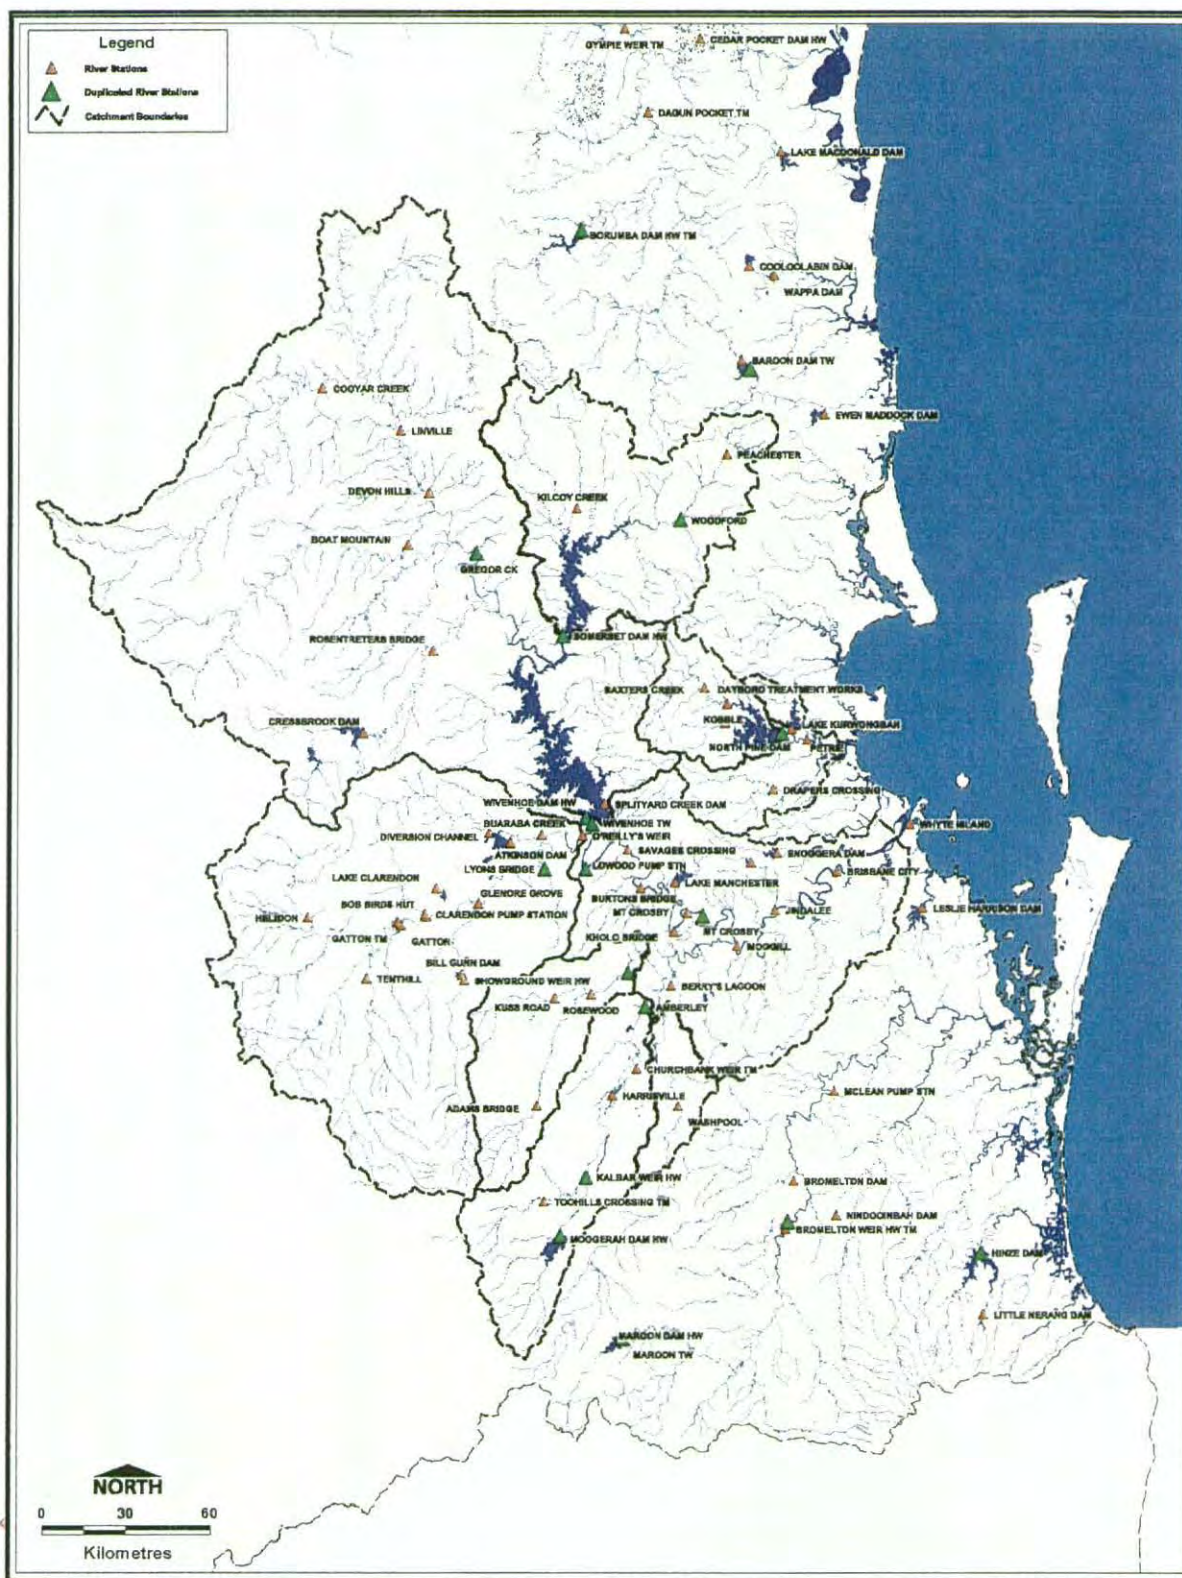 Legend
River Stations
Duplicated River Stations
Catchment Boundaries
GYMPIE WEIR TM
CEDAR POCKET DAM HW
DAGUN POCKET TM
LAKE MACDONALD DAM
BORUMBA DAM HW TM
COOLOOLABIN DAM
WAPPA DAM
BAROON DAM TW
COOYAR CREEK
EWEN MADDOCK DAM
LINVILLE
PEACHESTER
DEVON HILLS
KILCOY CREEK
WOODFORD
BOAT MOUNTAIN
GREGOR CK
SOMERSET DAM HW
ROSENTRETERS BRIDGE
BAXTERS CREEK
DAYBORO TREATMENT WORKS
CRESSBROOK DAM
KOBBLE
LAKE KURWONGBAH
NORTH PINE DAM
PETRIE
DRAPERS CROSSING
WIVENHOE DAM HW
SPLITYARD CREEK DAM
BUARABA CREEK
WIVENHOE TW
WHYTE ISLAND
DIVERSION CHANNEL
O'REILLY'S WEIR
ATKINSON DAM
SAVAGES CROSSING
ENOGGERA DAM
LYONS BRIDGE
LOWOOD PUMP STN
BRISBANE CITY
LAKE CLARENDON
LAKE MANCHESTER
GLENORE GROVE
BURTONS BRIDGE
BOB BIRDS HUT
CLARENDON PUMP STATION
MT CROSBY
JINDALEE
LESLIE HARRISON DAM
HELIDON
GATTON TM
GATTON
KHOLO BRIDGE
MT CROSBY
MOGGILL
BILL GUNN DAM
TENTHILL
SHOWGROUND WEIR HW
BERRY'S LAGOON
KUSS ROAD
ROSEWOOD
AMBERLEY
CHURCHBANK WEIR TM
HARRISVILLE
MCLEAN PUMP STN
ADAMS BRIDGE
WASHPOOL
KALBAR WEIR HW
BROMELTON DAM
TOOHILLS CROSSING TM
NINDOOINBAH DAM
BROMELTON WEIR HW TM
MOOGERAH DAM HW
HINZE DAM
LITTLE NERANG DAM
MAROON DAM HW
MAROON TW
NORTH
0 30 60
Kilometres